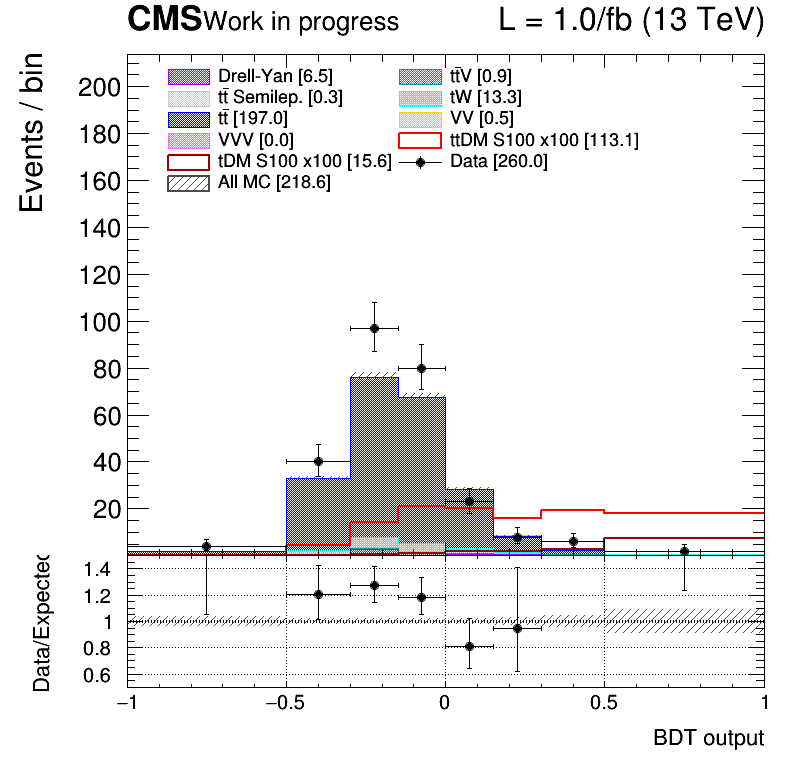 CMS Work in progress L = 1.0/fb (13 TeV)
Events / bin
200
180
160
140
120
100
80
60
40
20
Drell-Yan [6.5] tt̄V [0.9]
tt̄ Semilep. [0.3] tW [13.3]
tt̄ [197.0] VV [0.5]
VVV [0.0] ttDM S100 x100 [113.1]
tDM S100 x100 [15.6] Data [260.0]
All MC [218.6]
Data/Expected
1.4
1.2
1
0.8
0.6
−1 −0.5 0 0.5 1
BDT output